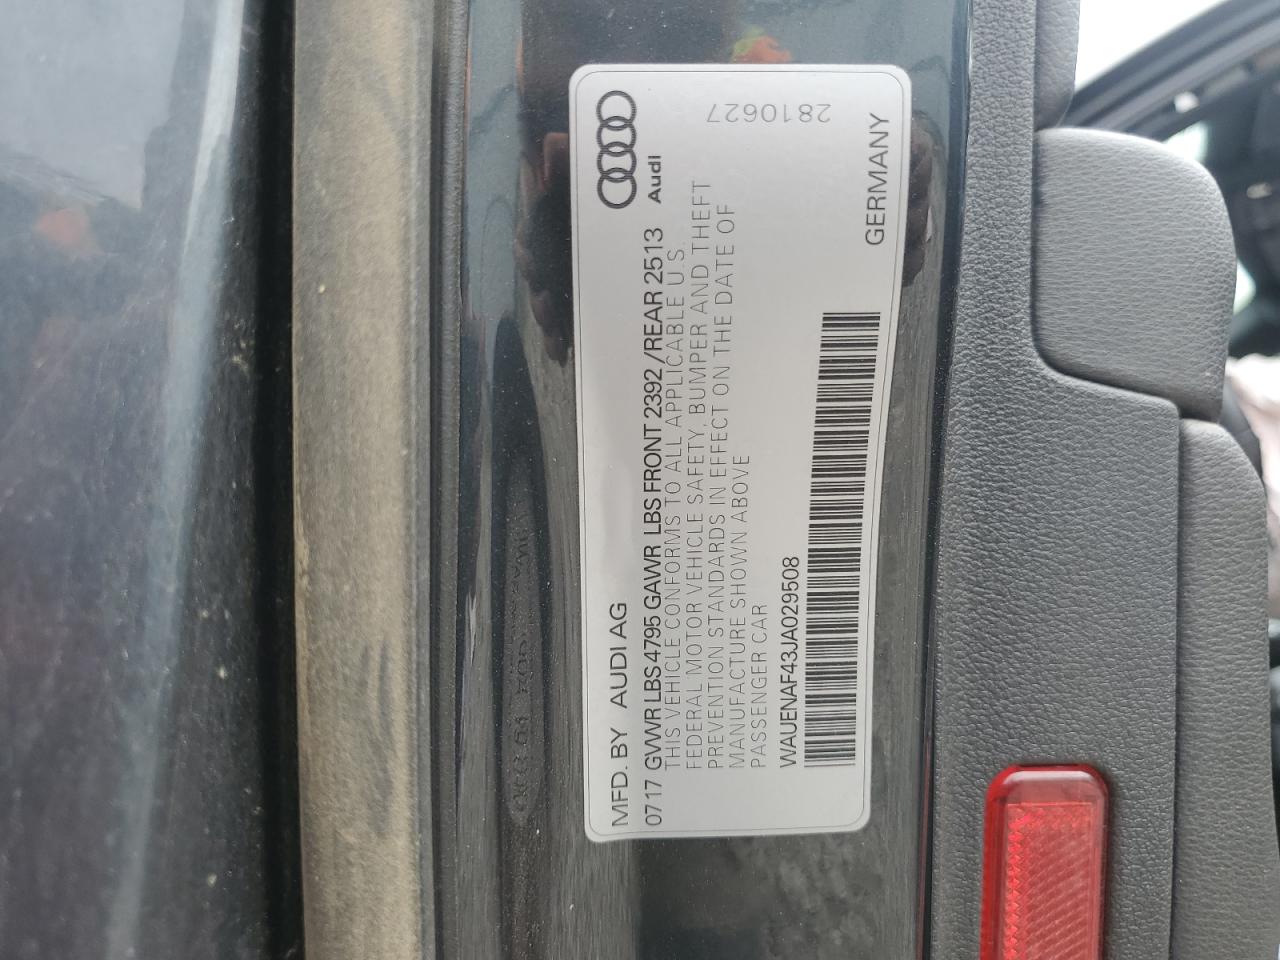 MFD. BY AUDI AG
Audi
0717 GVWR LBS 4795 GAWR LBS FRONT 2392 /REAR 2513
THIS VEHICLE CONFORMS TO ALL APPLICABLE U.S.
FEDERAL MOTOR VEHICLE SAFETY, BUMPER AND THEFT
PREVENTION STANDARDS IN EFFECT ON THE DATE OF
MANUFACTURE SHOWN ABOVE
PASSENGER CAR
WAUENAF43JA029508
GERMANY
2810627